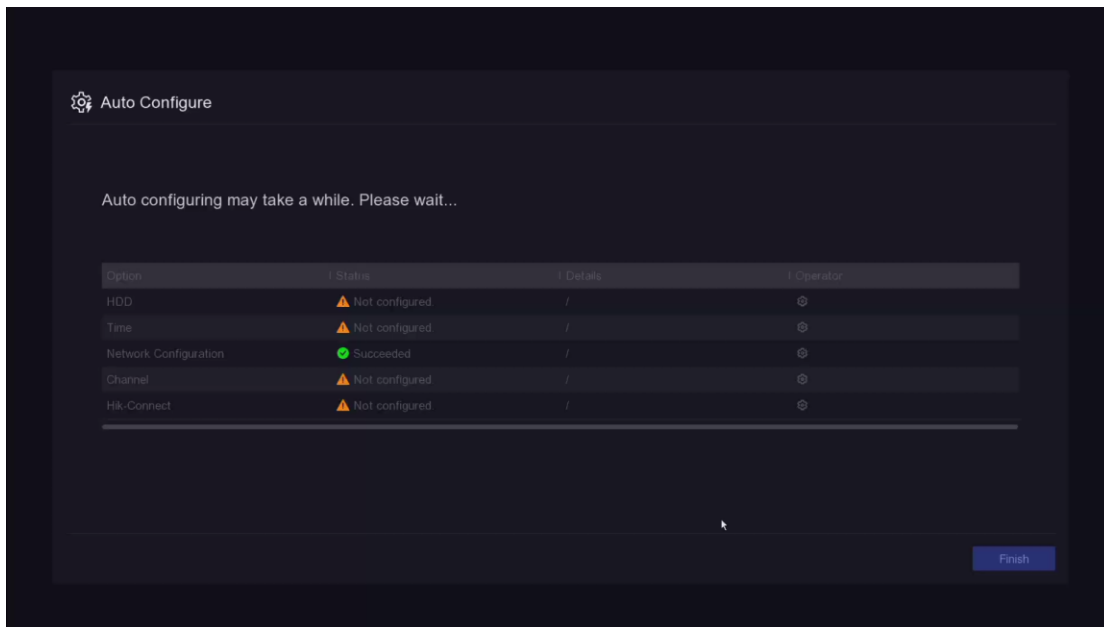 Auto Configure
Auto configuring may take a while. Please wait...
Option Status Details Operator
HDD Not configured /
Time Not configured /
Network Configuration Succeeded /
Channel Not configured /
Hik-Connect Not configured /
Finish